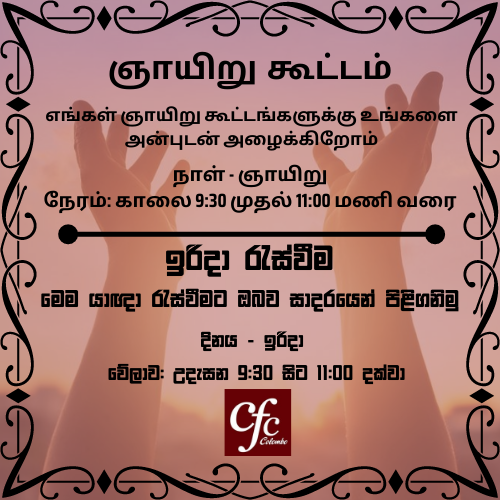 ஞாயிறு கூட்டம்
எங்கள் ஞாயிறு கூட்டங்களுக்கு உங்களை
அன்புடன் அழைக்கிறோம்
நாள் - ஞாயிறு
நேரம்: காலை 9:30 முதல் 11:00 மணி வரை
ඉරිදා රැස්වීම
මෙම යාඥා රැස්වීමට ඔබව සාදරයෙන් පිළිගනිමු
දිනය - ඉරිදා
වේලාව: උදෑසන 9:30 සිට 11:00 දක්වා
cfc
Colombo